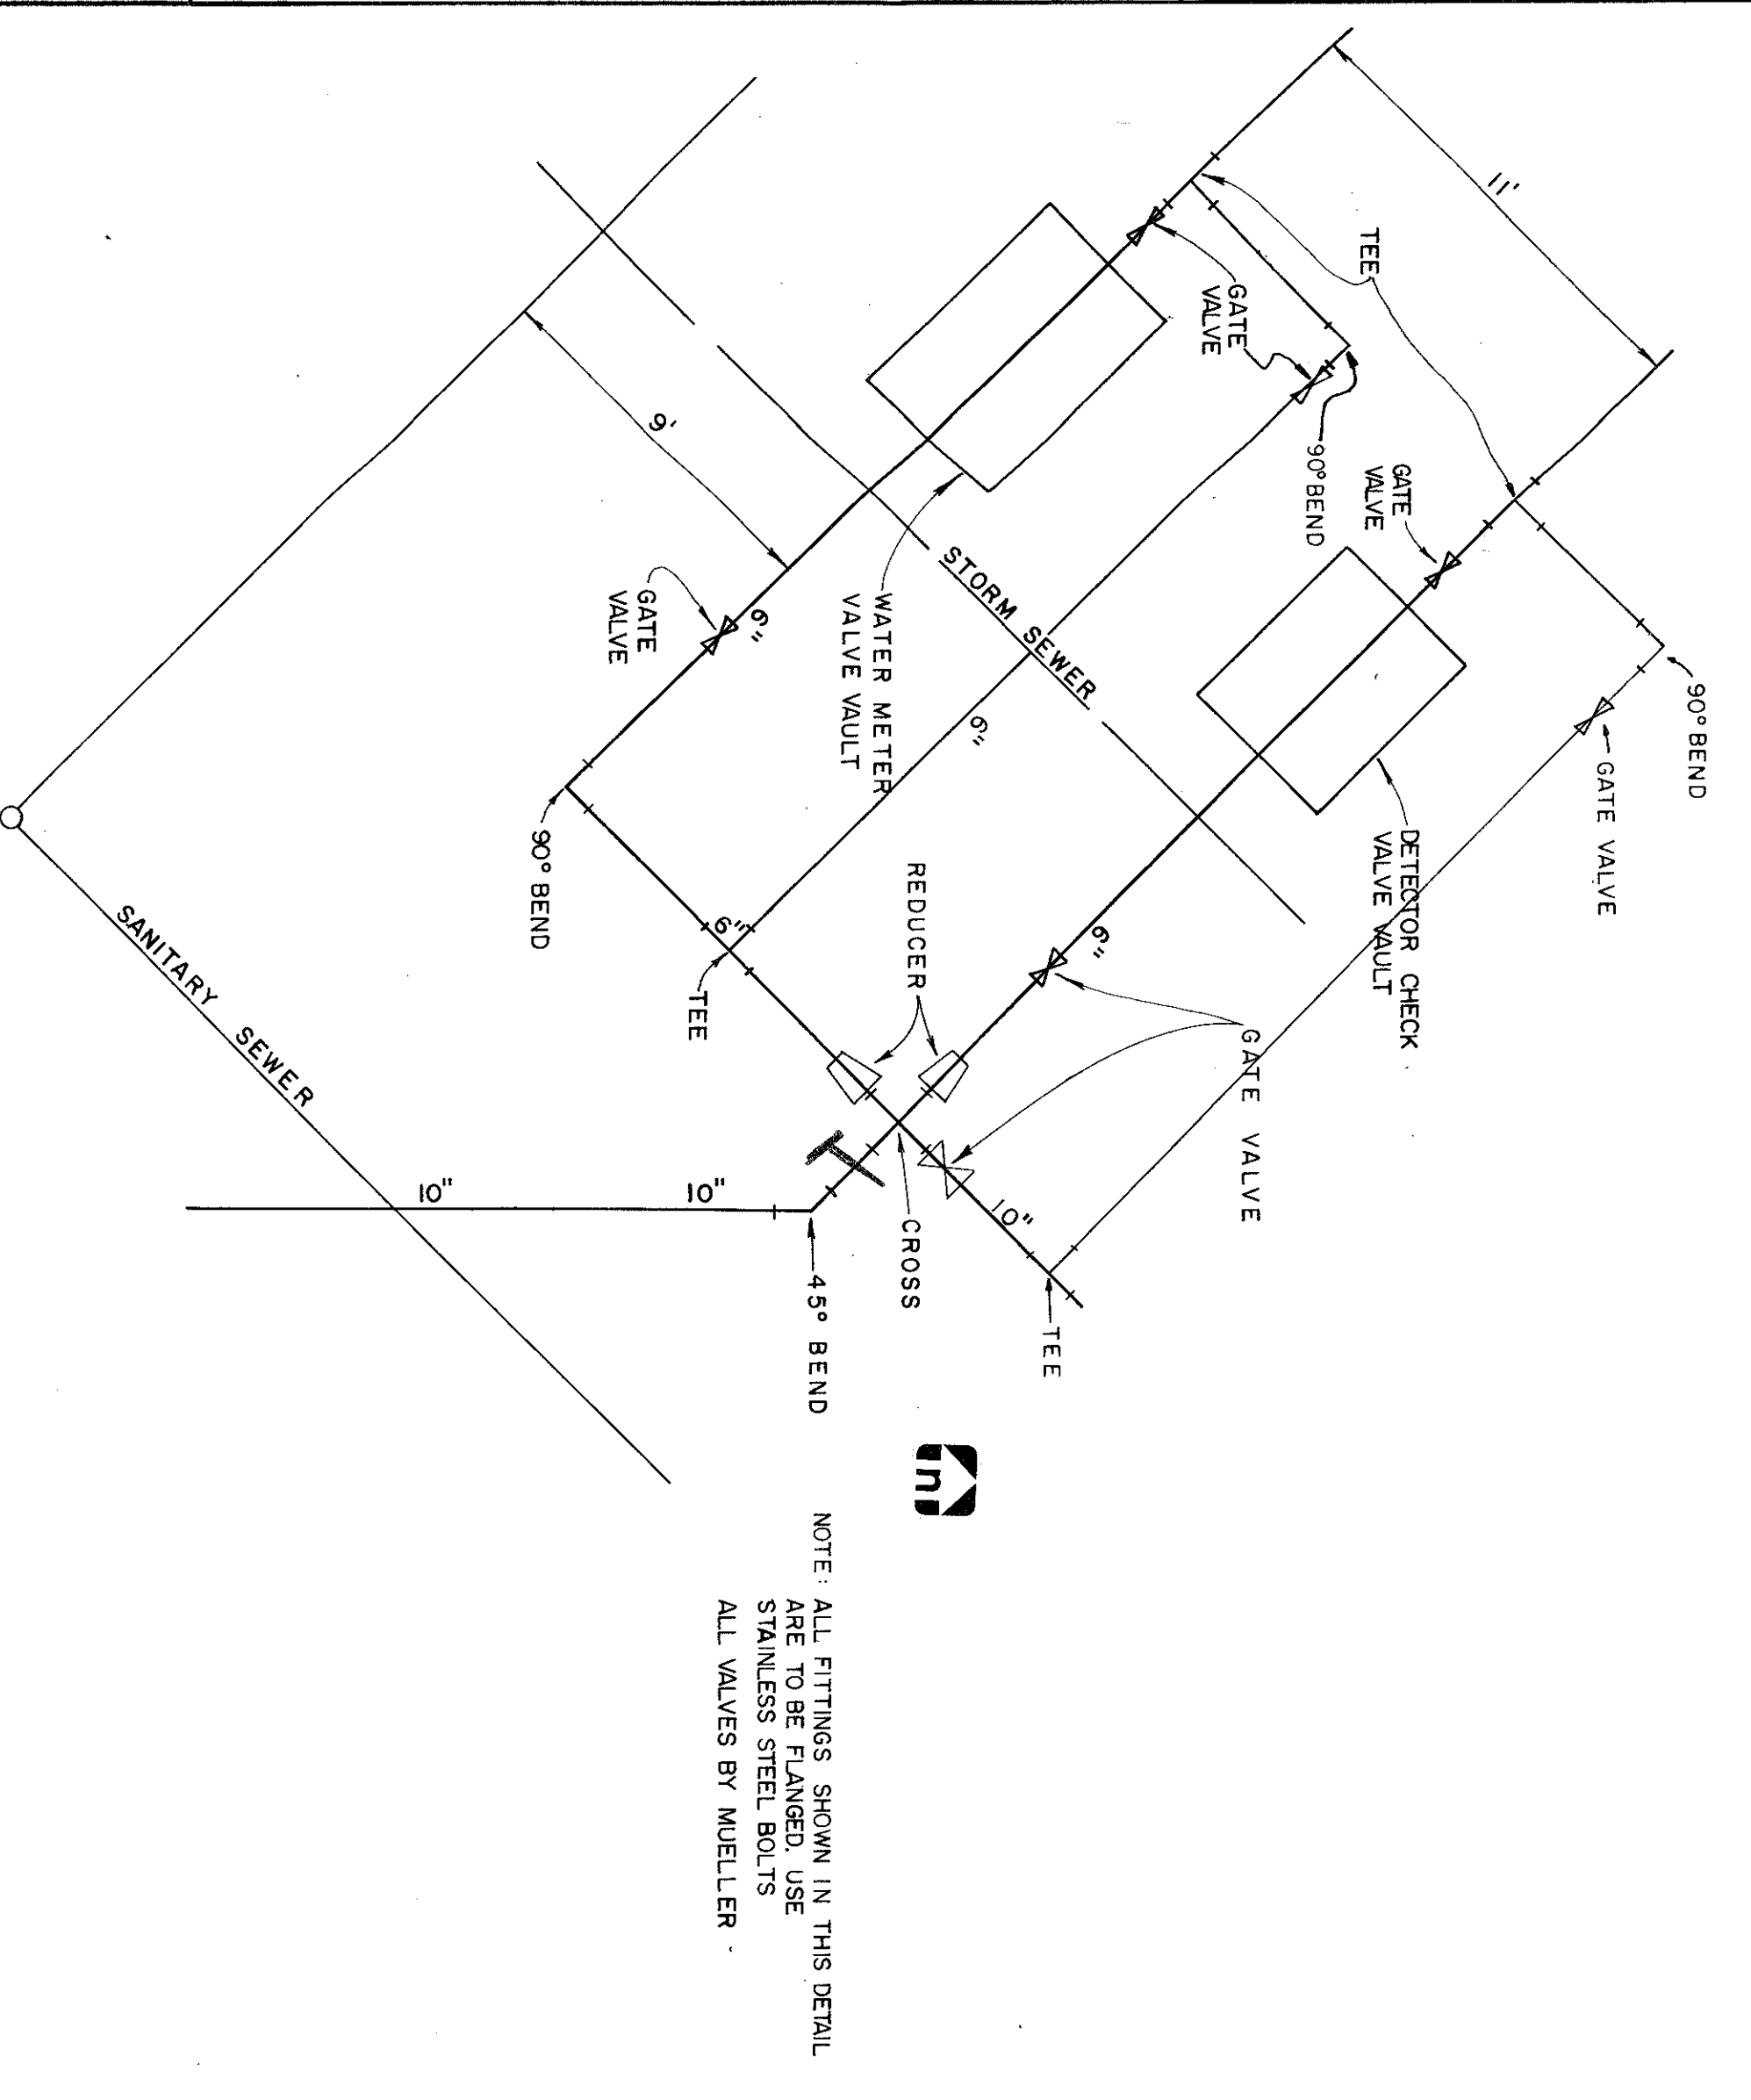 11'
TEE
GATE
VALVE
90° BEND
GATE
VALVE
90° BEND
GATE VALVE
DETECTOR CHECK
VALVE VAULT
9'
GATE
VALVE
6"
WATER METER
VALVE VAULT
STORM SEWER
6"
6"
90° BEND
6"
TEE
REDUCER
GATE VALVE
SANITARY SEWER
10"
10"
10"
CROSS
45° BEND
TEE
n
NOTE: ALL FITTINGS SHOWN IN THIS DETAIL
ARE TO BE FLANGED. USE
STAINLESS STEEL BOLTS
ALL VALVES BY MUELLER